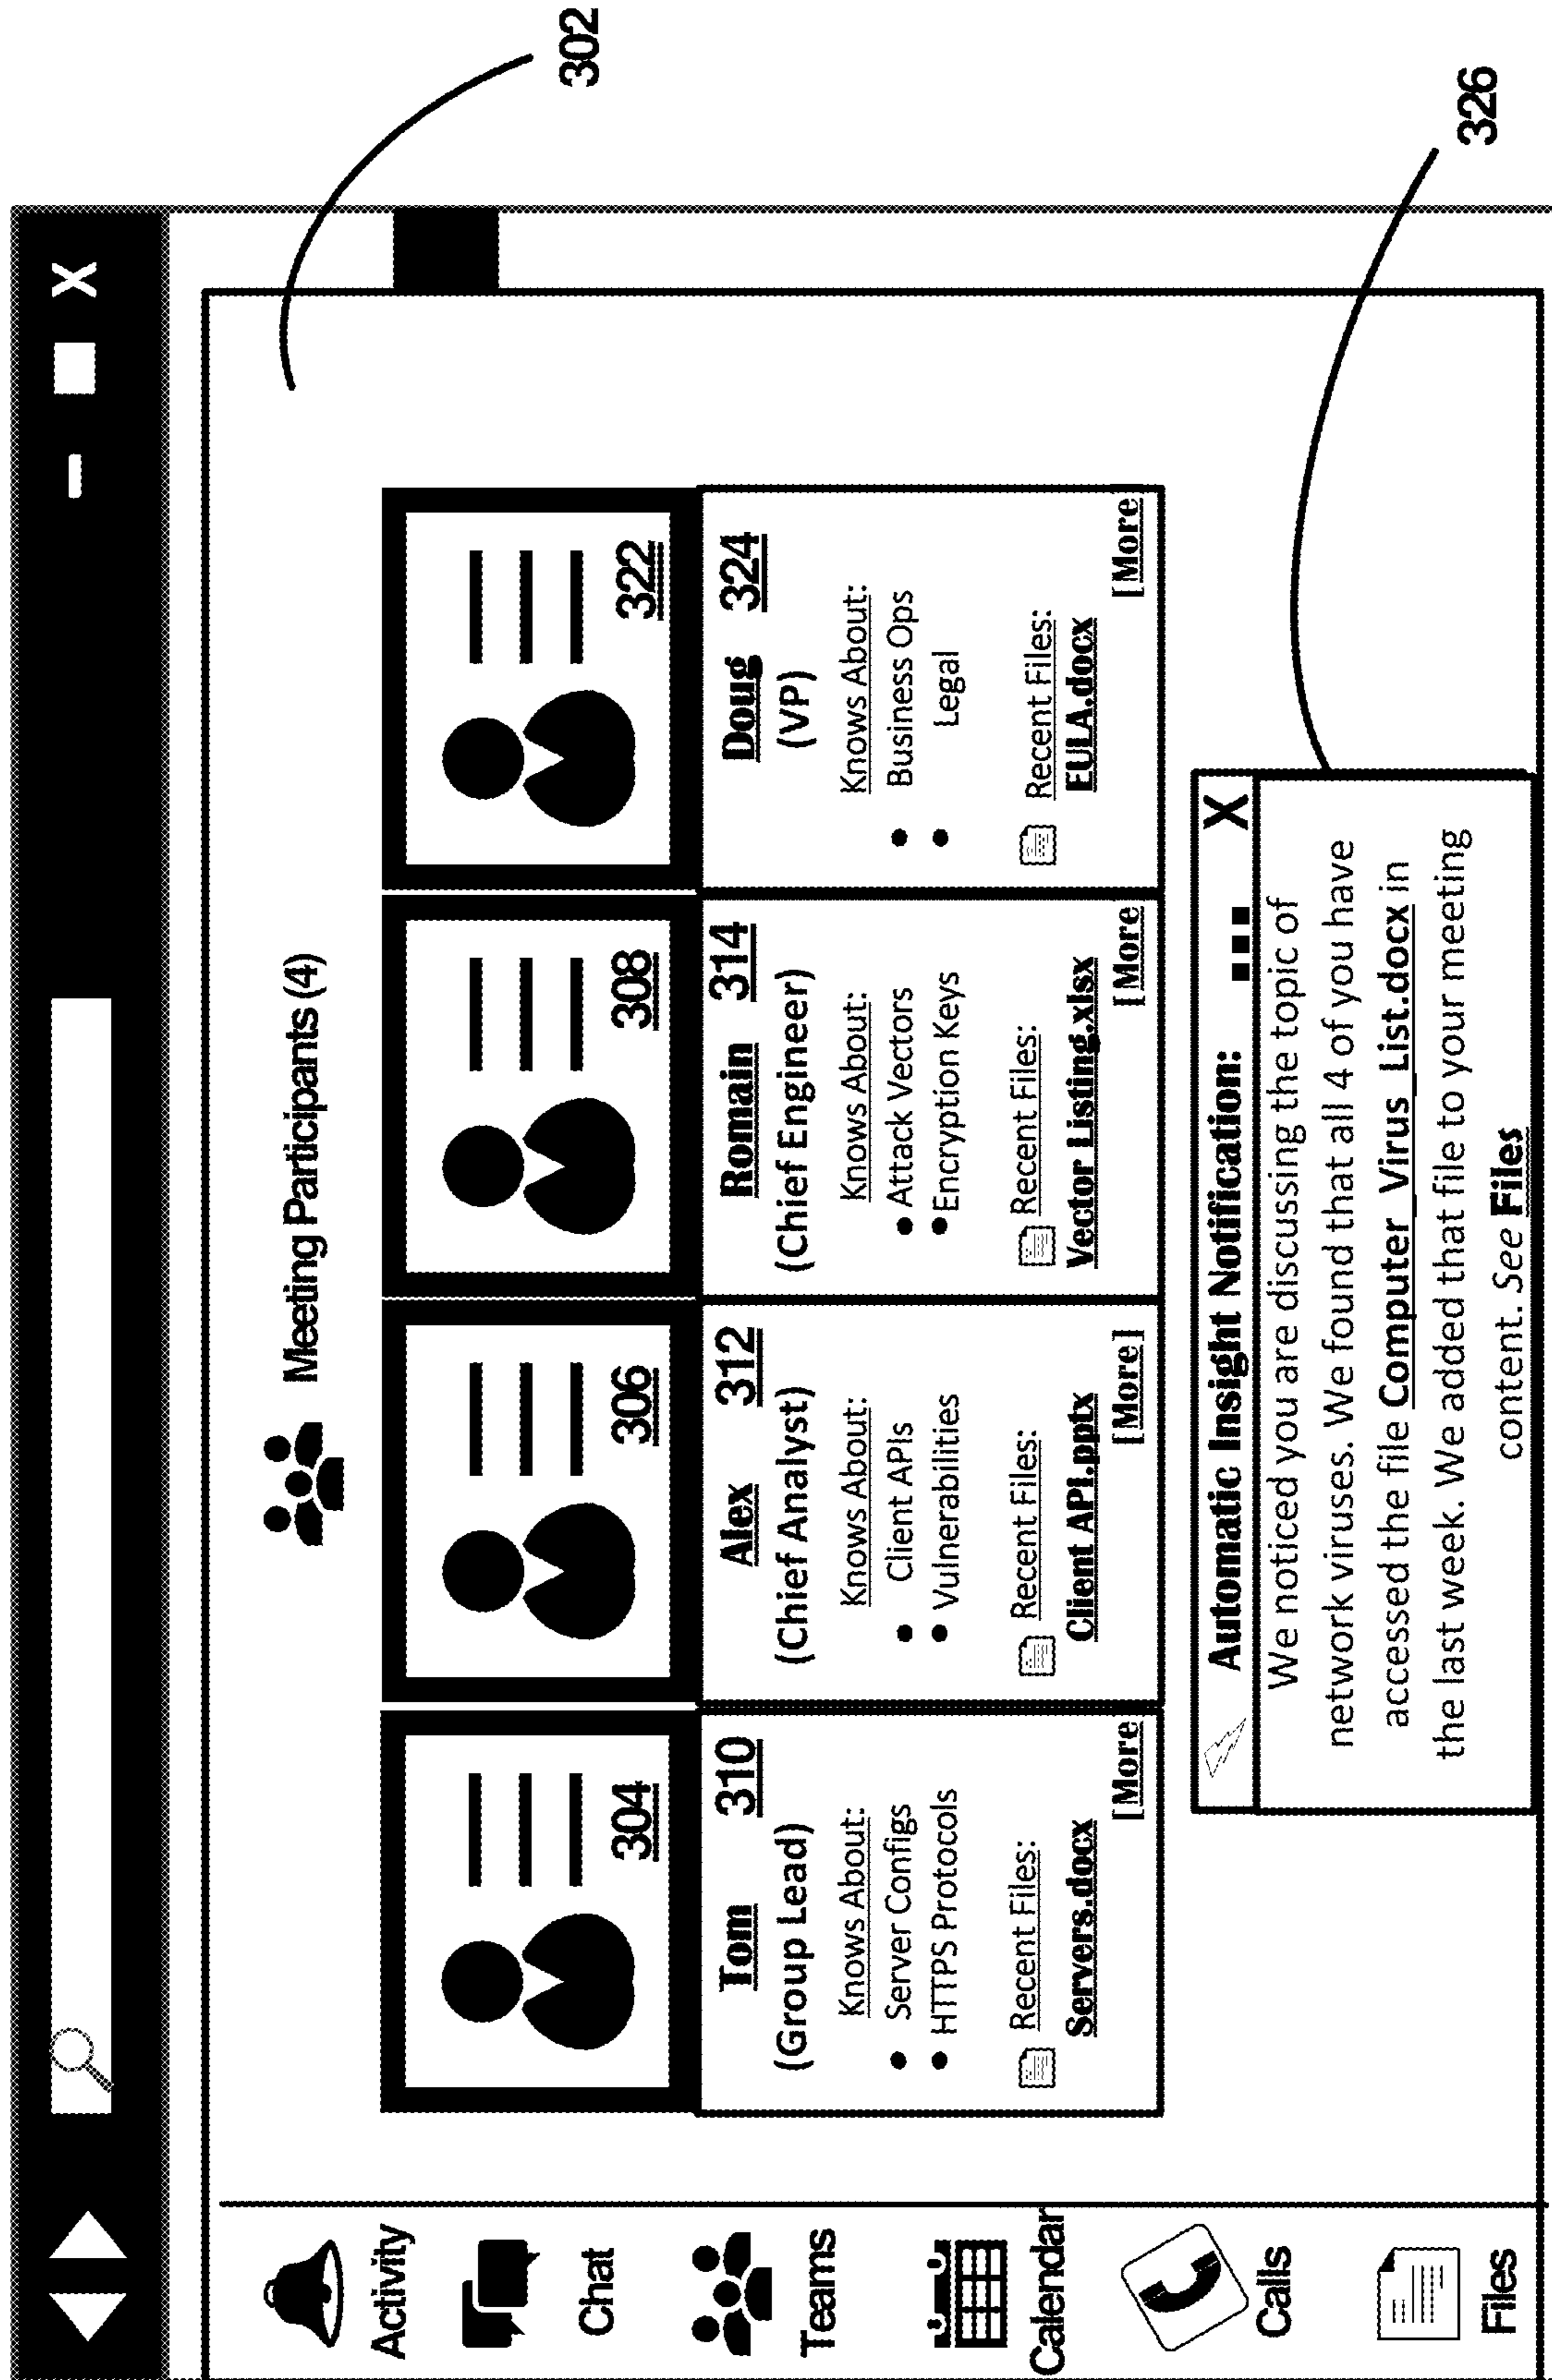 X
302
Activity
Chat
Teams
Calendar
Calls
Files
Meeting Participants (4)
304
306
308
322
Tom 310
(Group Lead)
Knows About:
• Server Configs
• HTTPS Protocols
Recent Files:
Servers.docx
[More
Alex 312
(Chief Analyst)
Knows About:
• Client APIs
• Vulnerabilities
Recent Files:
Client API.pptx
[More]
Romain 314
(Chief Engineer)
Knows About:
• Attack Vectors
• Encryption Keys
Recent Files:
Vector Listing.xlsx
[More
Doug 324
(VP)
Knows About:
• Business Ops
• Legal
Recent Files:
EULA.docx
[More
Automatic Insight Notification: ... X
We noticed you are discussing the topic of
network viruses. We found that all 4 of you have
accessed the file Computer_Virus_List.docx in
the last week. We added that file to your meeting
content. See Files
326